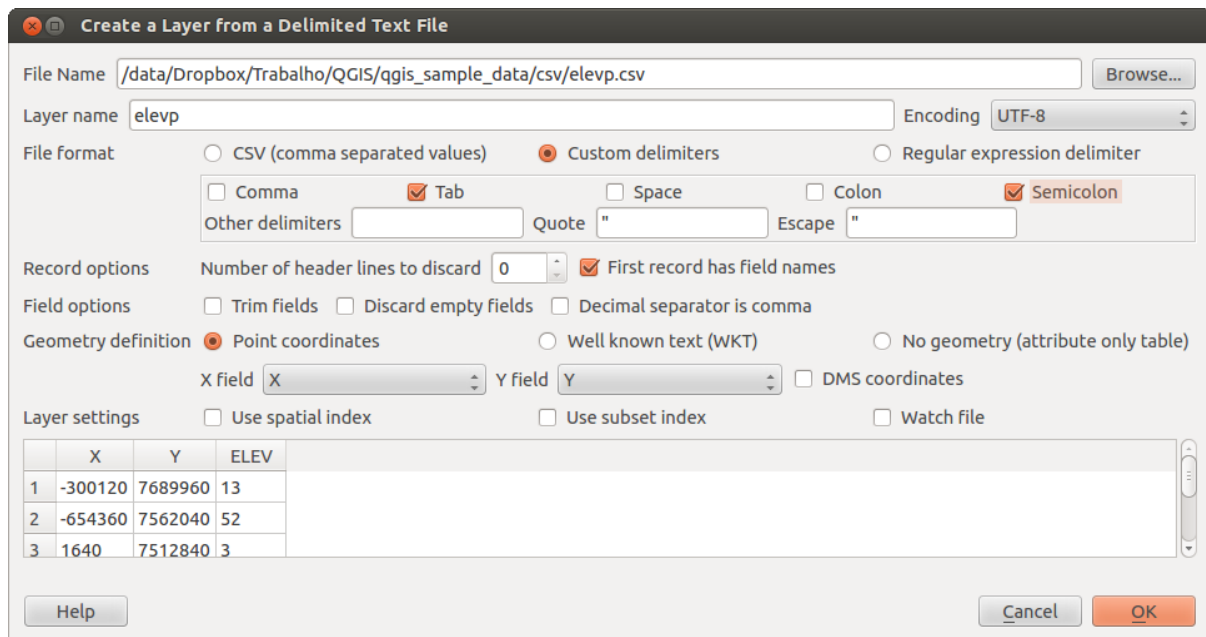 Create a Layer from a Delimited Text File
File Name /data/Dropbox/Trabalho/QGIS/qgis_sample_data/csv/elevp.csv Browse...
Layer name elevp Encoding UTF-8
File format CSV (comma separated values) Custom delimiters Regular expression delimiter
Comma Tab Space Colon Semicolon
Other delimiters Quote " Escape "
Record options Number of header lines to discard 0 First record has field names
Field options Trim fields Discard empty fields Decimal separator is comma
Geometry definition Point coordinates Well known text (WKT) No geometry (attribute only table)
X field X Y field Y DMS coordinates
Layer settings Use spatial index Use subset index Watch file
X Y ELEV
1 -300120 7689960 13
2 -654360 7562040 52
3 1640 7512840 3
Help Cancel OK